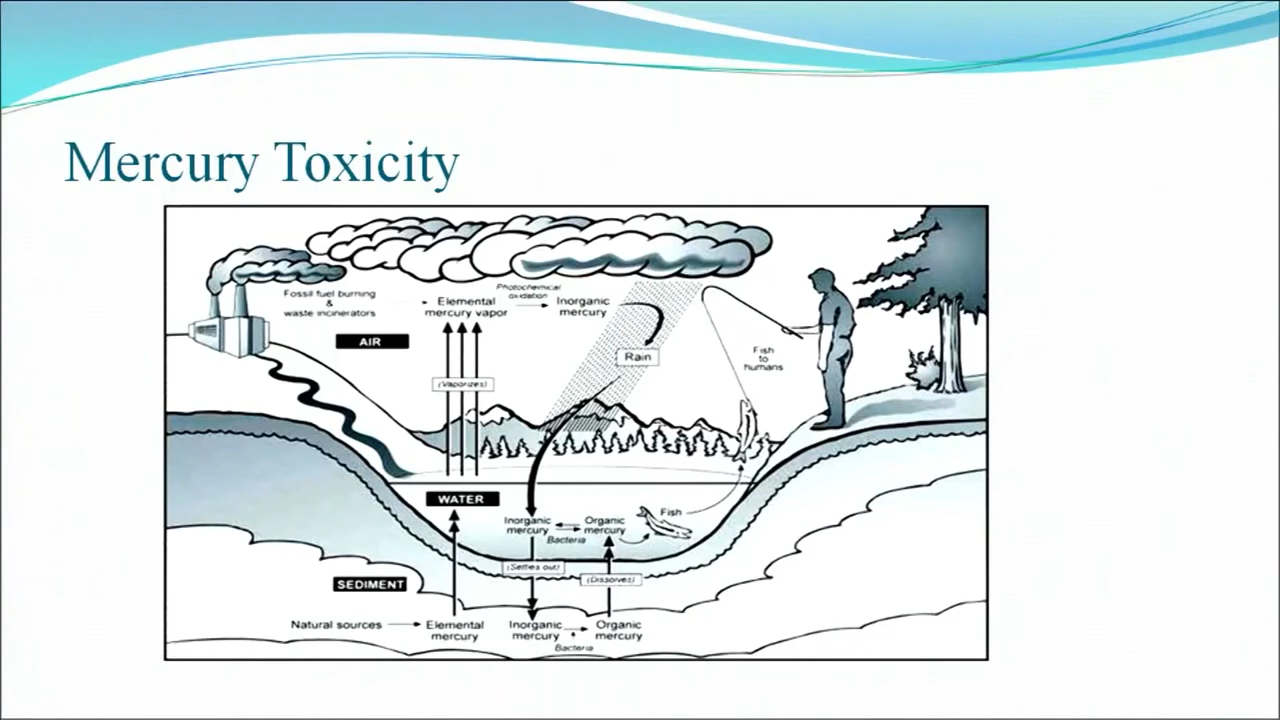 Mercury Toxicity
Fossil fuel burning
&
waste incinerators
Elemental
mercury vapor
Photochemical
oxidation
Inorganic
mercury
AIR
Rain
Fish
to
humans
(Vaporizes)
WATER
Inorganic
mercury
Organic
mercury
Bacteria
Fish
(Settles out)
(Dissolves)
SEDIMENT
Natural sources
Elemental
mercury
Inorganic
mercury
Organic
mercury
Bacteria